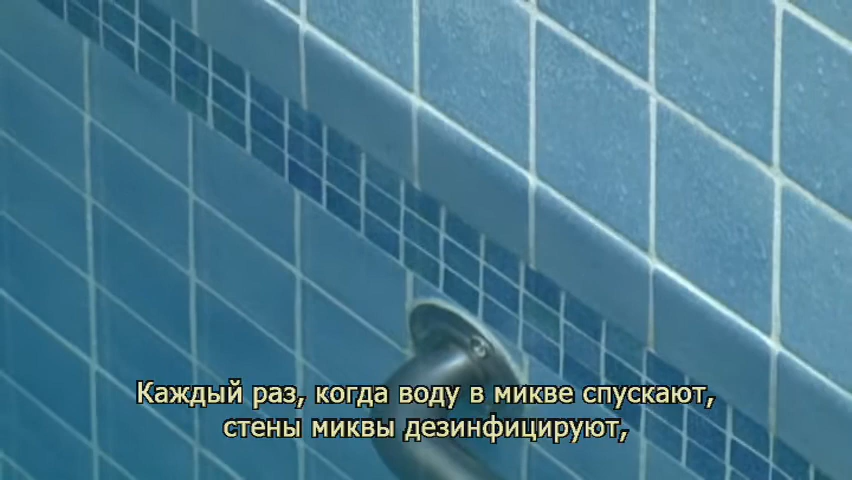 Каждый раз, когда воду в микве спускают,
стены миквы дезинфицируют,